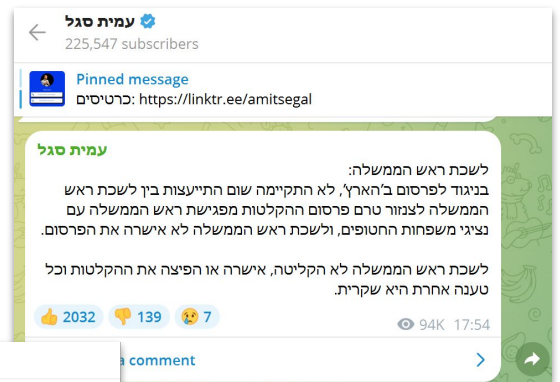 עמית סגל
225,547 subscribers
Pinned message
כרטיסים: https://linktr.ee/amitsegal
עמית סגל
לשכת ראש הממשלה:
בניגוד לפרסום ב'הארץ', לא התקיימה שום התייעצות בין לשכת ראש
הממשלה לצנזור טרם פרסום ההקלטות מפגישת ראש הממשלה עם
נציגי משפחות החטופים, ולשכת ראש הממשלה לא אישרה את הפרסום.
לשכת ראש הממשלה לא הקליטה, אישרה או הפיצה את ההקלטות וכל
טענה אחרת היא שקרית.
2032 139 7
94K 17:54
a comment